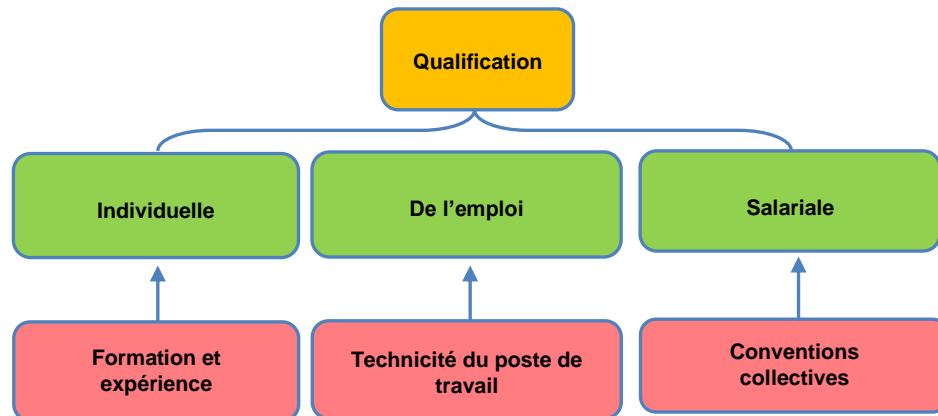 Qualification
Individuelle
De l’emploi
Salariale
Formation et
expérience
Technicité du poste de
travail
Conventions
collectives